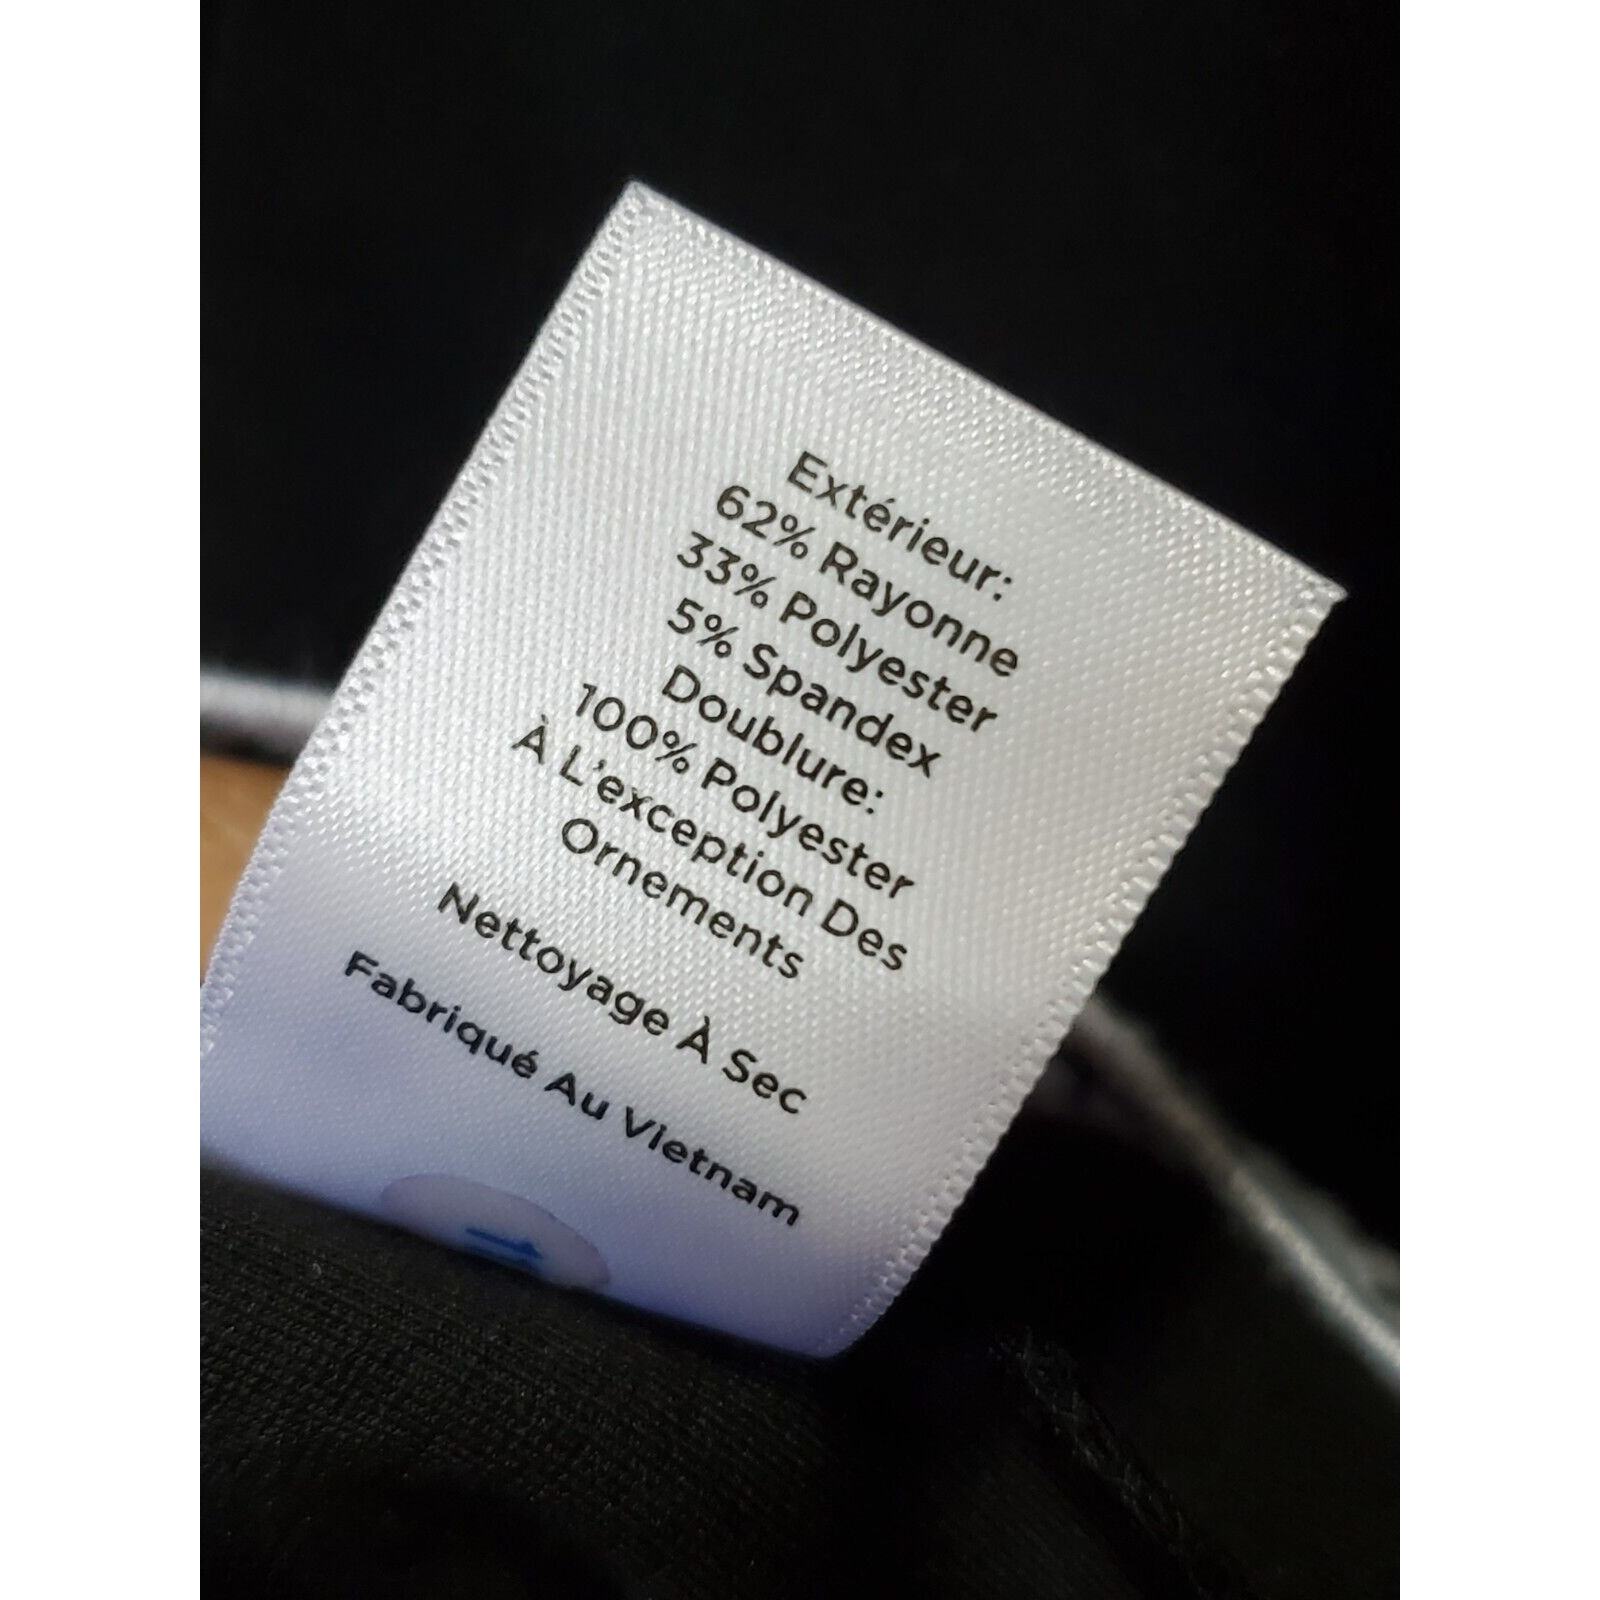 Extérieur:
62% Rayonne
33% Polyester
5% Spandex
Doublure:
100% Polyester
À L'exception Des
Ornements
Nettoyage À Sec
Fabriqué Au Vietnam